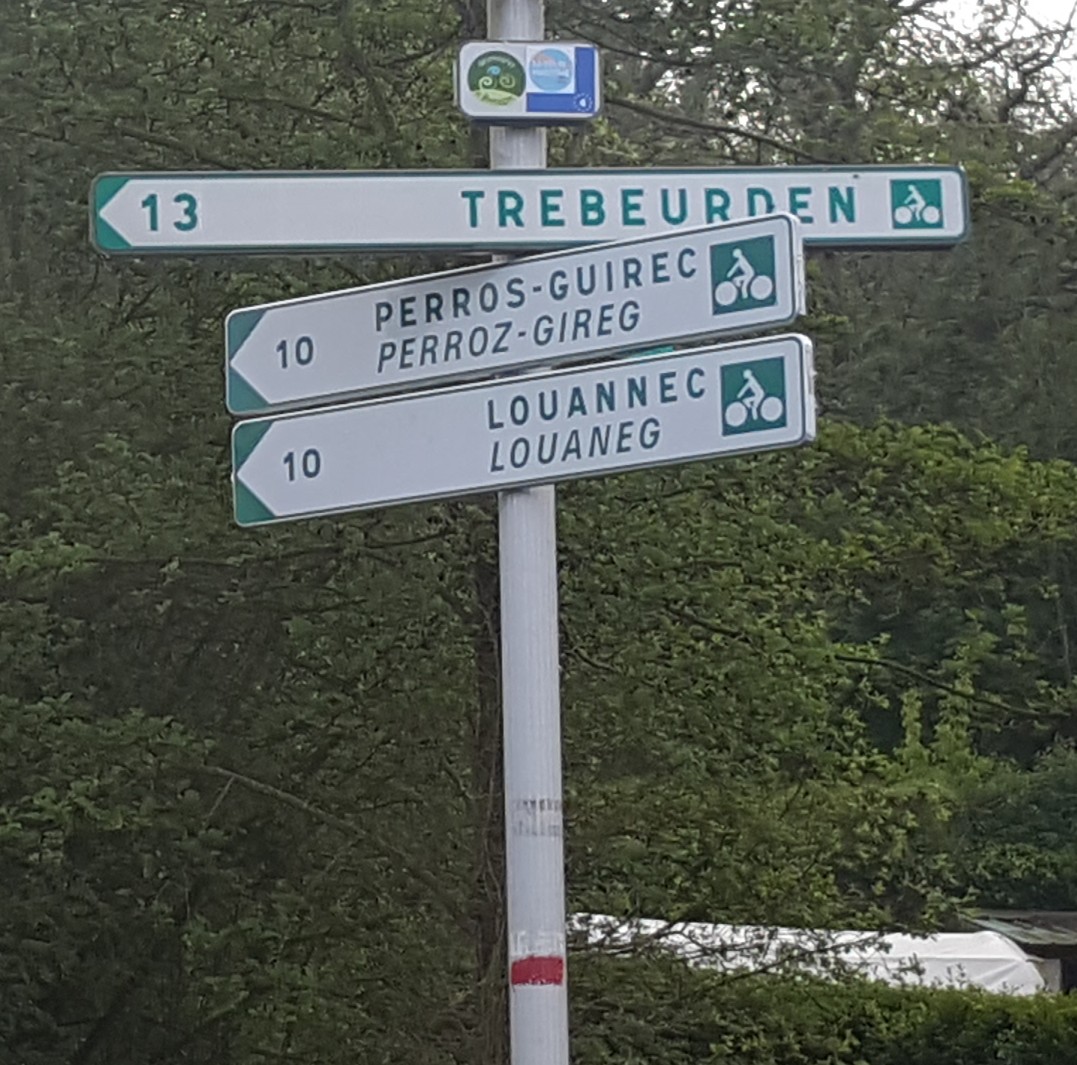 13 TREBEURDEN
10 PERROS-GUIREC
PERROZ-GIREG
10 LOUANNEC
LOUANEG